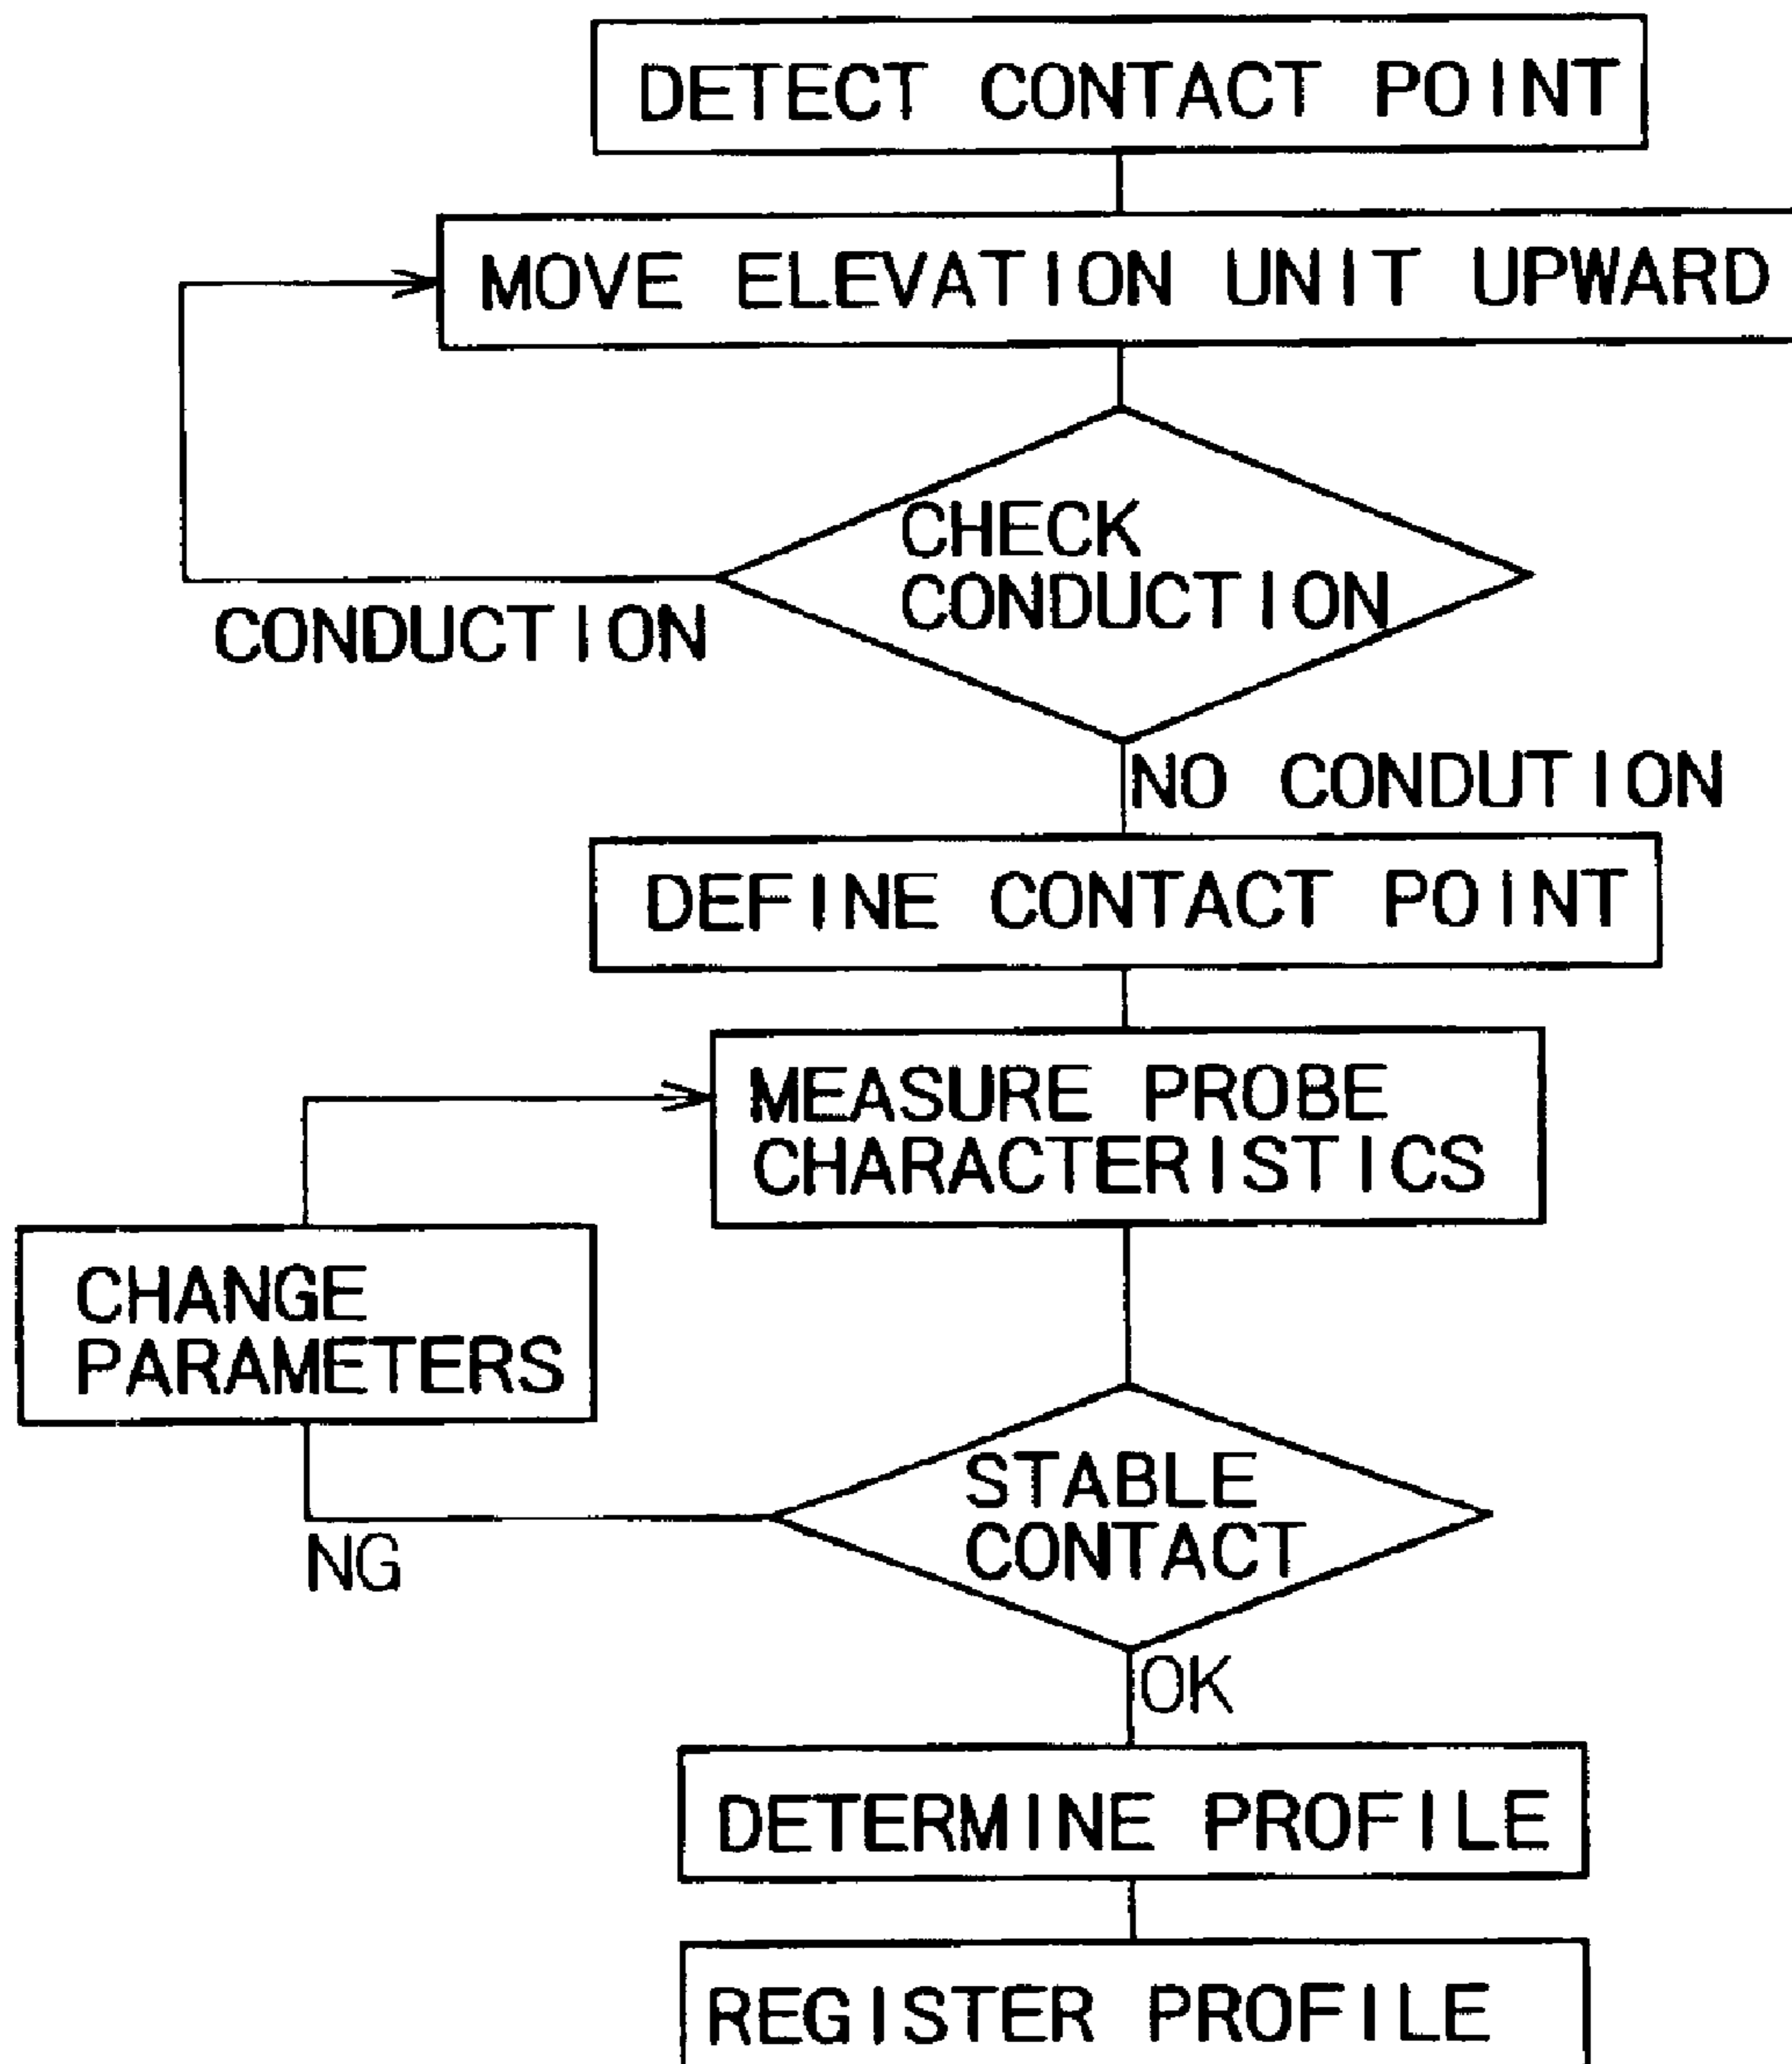 DETECT CONTACT POINT
MOVE ELEVATION UNIT UPWARD
CHECK
CONDUCTION
CONDUCTION
NO CONDUTION
DEFINE CONTACT POINT
MEASURE PROBE
CHARACTERISTICS
CHANGE
PARAMETERS
STABLE
CONTACT
NG
OK
DETERMINE PROFILE
REGISTER PROFILE